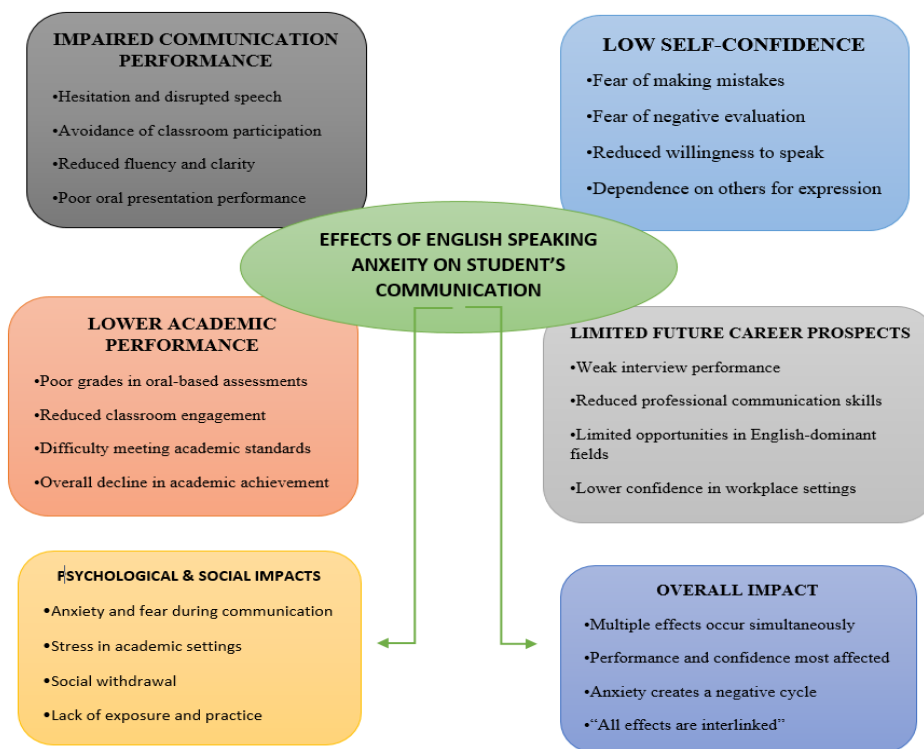 IMPAIRED COMMUNICATION
PERFORMANCE
•Hesitation and disrupted speech
•Avoidance of classroom participation
•Reduced fluency and clarity
•Poor oral presentation performance
LOW SELF-CONFIDENCE
•Fear of making mistakes
•Fear of negative evaluation
•Reduced willingness to speak
•Dependence on others for expression
EFFECTS OF ENGLISH SPEAKING
ANXEITY ON STUDENT’S
COMMUNICATION
LOWER ACADEMIC
PERFORMANCE
•Poor grades in oral-based assessments
•Reduced classroom engagement
•Difficulty meeting academic standards
•Overall decline in academic achievement
LIMITED FUTURE CAREER PROSPECTS
•Weak interview performance
•Reduced professional communication skills
•Limited opportunities in English-dominant
fields
•Lower confidence in workplace settings
PSYCHOLOGICAL & SOCIAL IMPACTS
•Anxiety and fear during communication
•Stress in academic settings
•Social withdrawal
•Lack of exposure and practice
OVERALL IMPACT
•Multiple effects occur simultaneously
•Performance and confidence most affected
•Anxiety creates a negative cycle
•“All effects are interlinked”